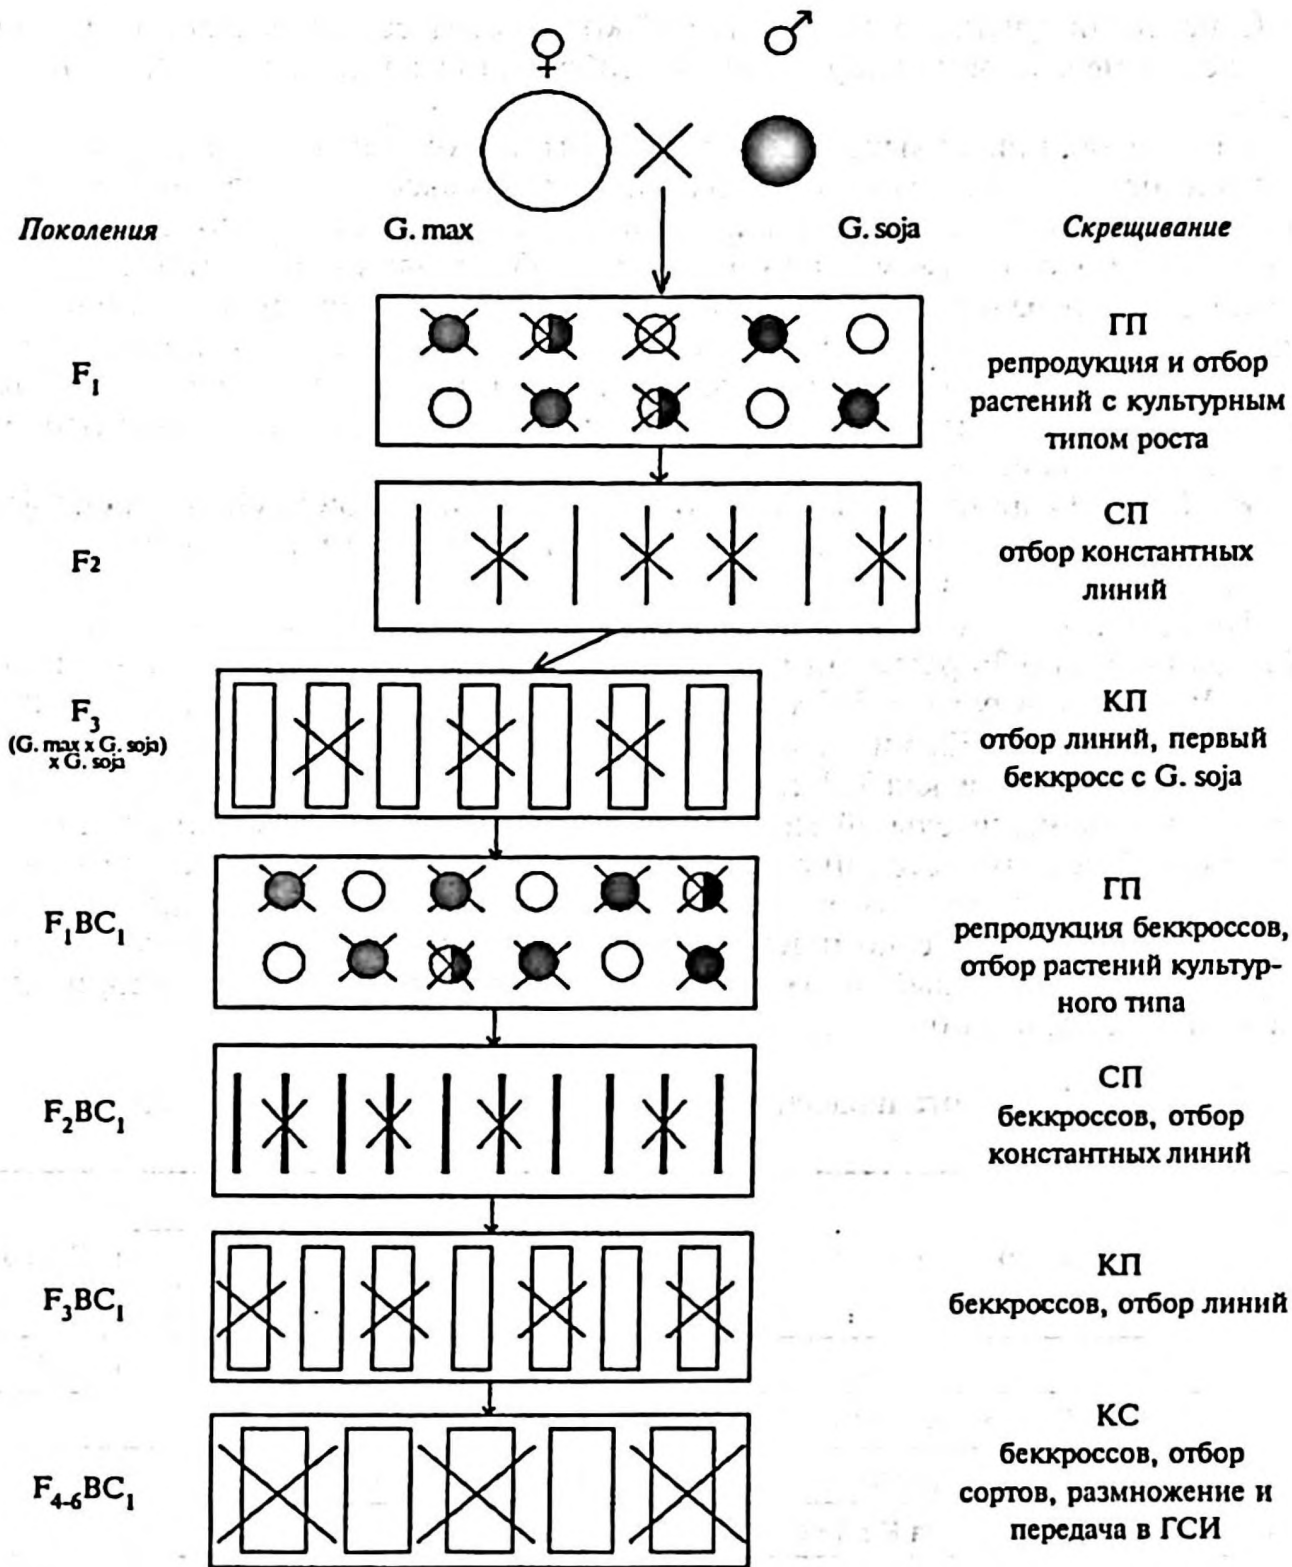 ♀ ♂
Поколения G. max G. soja Скрещивание
F₁
ГП
репродукция и отбор
растений с культурным
типом роста
F₂
СП
отбор константных
линий
F₃
(G. max x G. soja)
x G. soja
КП
отбор линий, первый
беккросс с G. soja
F₁BC₁
ГП
репродукция беккроссов,
отбор растений культур-
ного типа
F₂BC₁
СП
беккроссов, отбор
константных линий
F₃BC₁
КП
беккроссов, отбор линий
F₄₋₆BC₁
КС
беккроссов, отбор
сортов, размножение и
передача в ГСИ